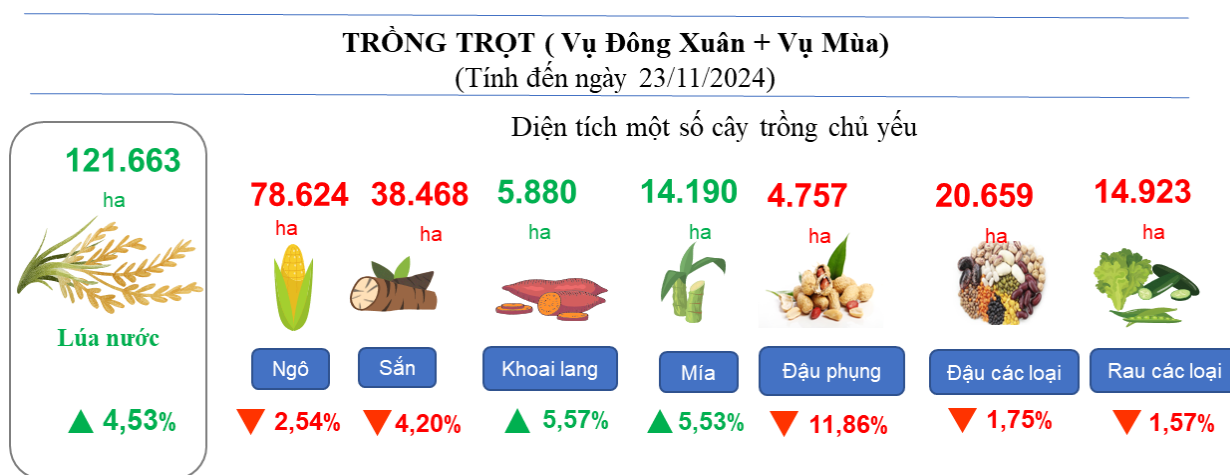 TRỒNG TRỌT ( Vụ Đông Xuân + Vụ Mùa)
(Tính đến ngày 23/11/2024)
Diện tích một số cây trồng chủ yếu
121.663
ha
Lúa nước
4,53%
78.624
ha
Ngô
2,54%
38.468
ha
Sắn
4,20%
5.880
ha
Khoai lang
5,57%
14.190
ha
Mía
5,53%
4.757
ha
Đậu phụng
11,86%
20.659
ha
Đậu các loại
1,75%
14.923
ha
Rau các loại
1,57%